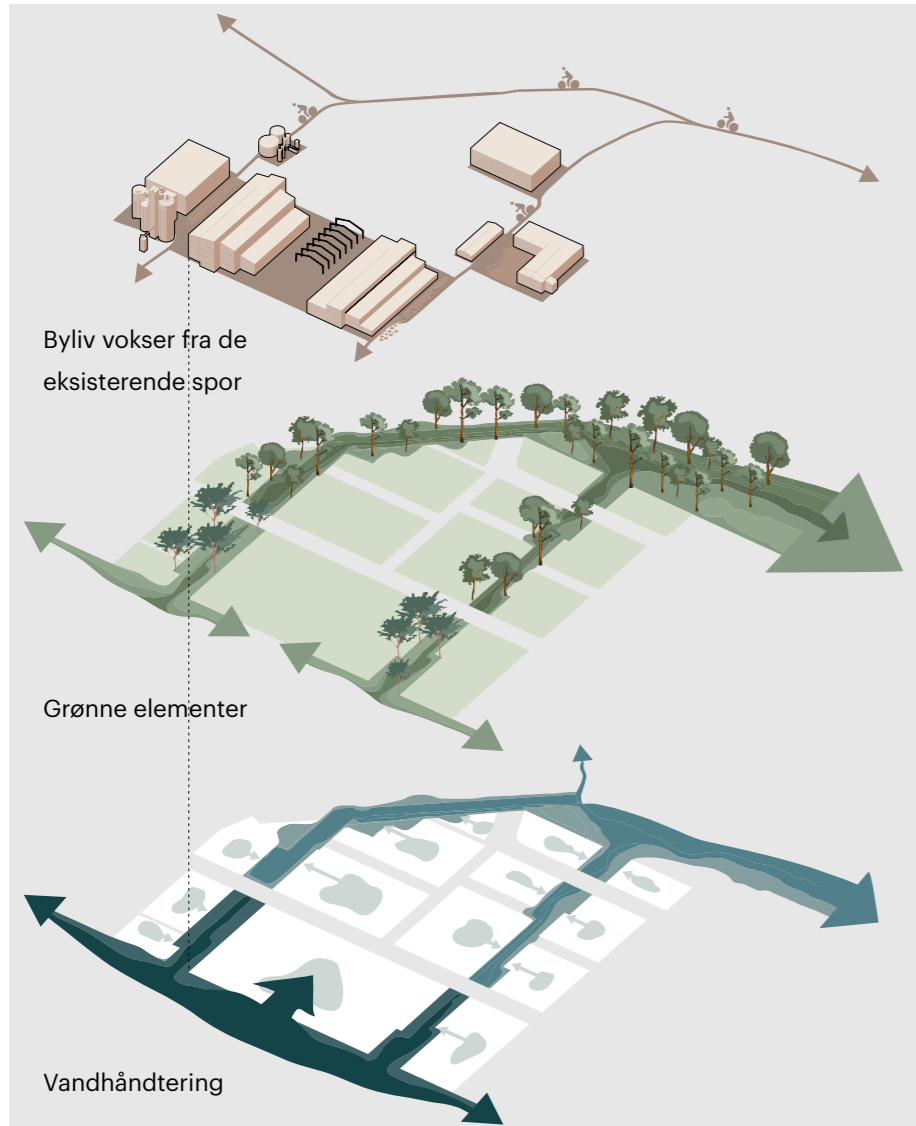 Byliv vokser fra de
eksisterende spor
Grønne elementer
Vandhåndtering